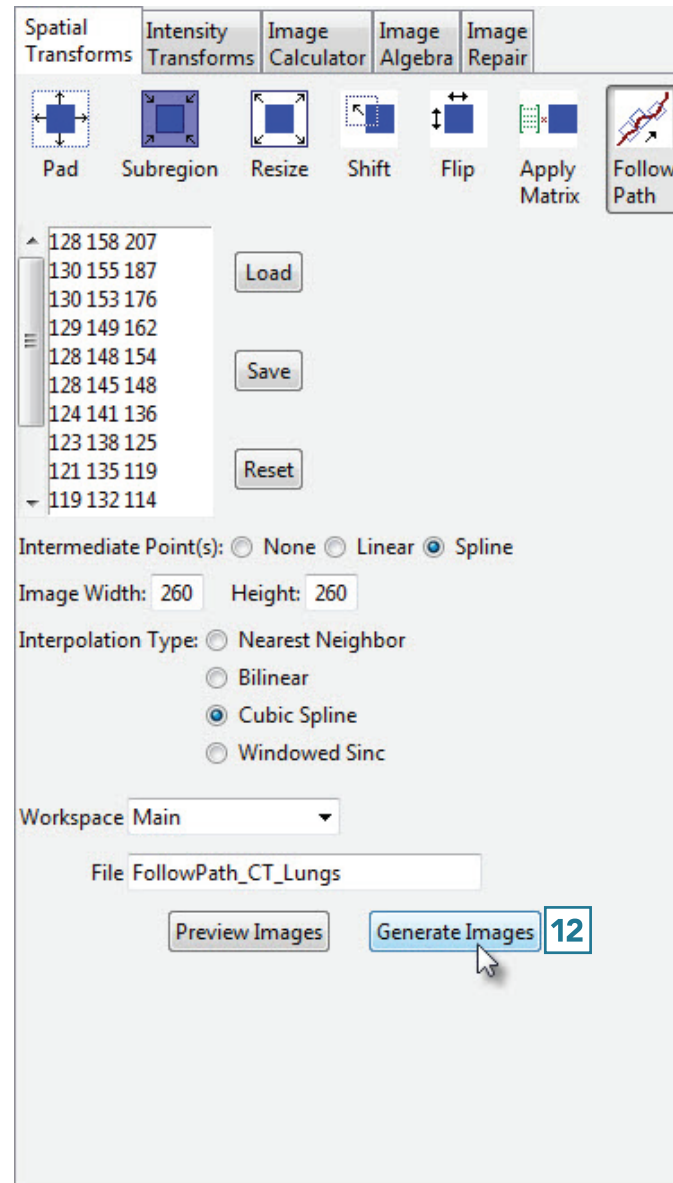 Spatial Transforms
Intensity Transforms
Image Calculator
Image Algebra
Image Repair
Pad
Subregion
Resize
Shift
Flip
Apply Matrix
Follow Path
128 158 207
130 155 187
130 153 176
129 149 162
128 148 154
128 145 148
124 141 136
123 138 125
121 135 119
119 132 114
Load
Save
Reset
Intermediate Point(s): None Linear Spline
Image Width: 260 Height: 260
Interpolation Type: Nearest Neighbor
Bilinear
Cubic Spline
Windowed Sinc
Workspace Main
File FollowPath_CT_Lungs
Preview Images Generate Images 12